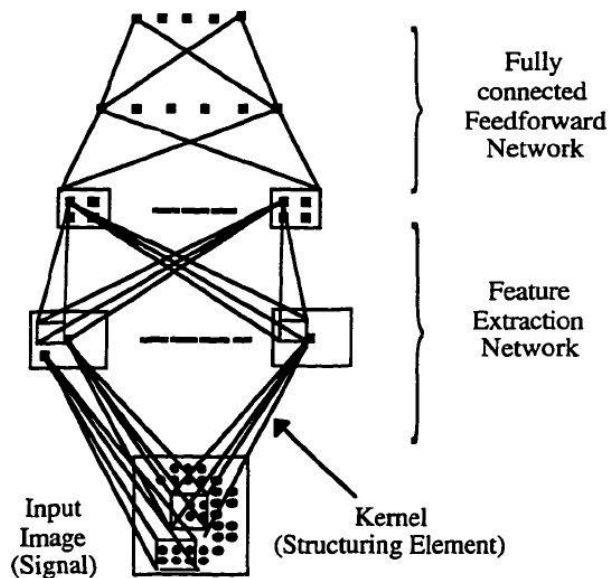 Fully
connected
Feedforward
Network
Feature
Extraction
Network
Input
Image
(Signal)
Kernel
(Structuring Element)